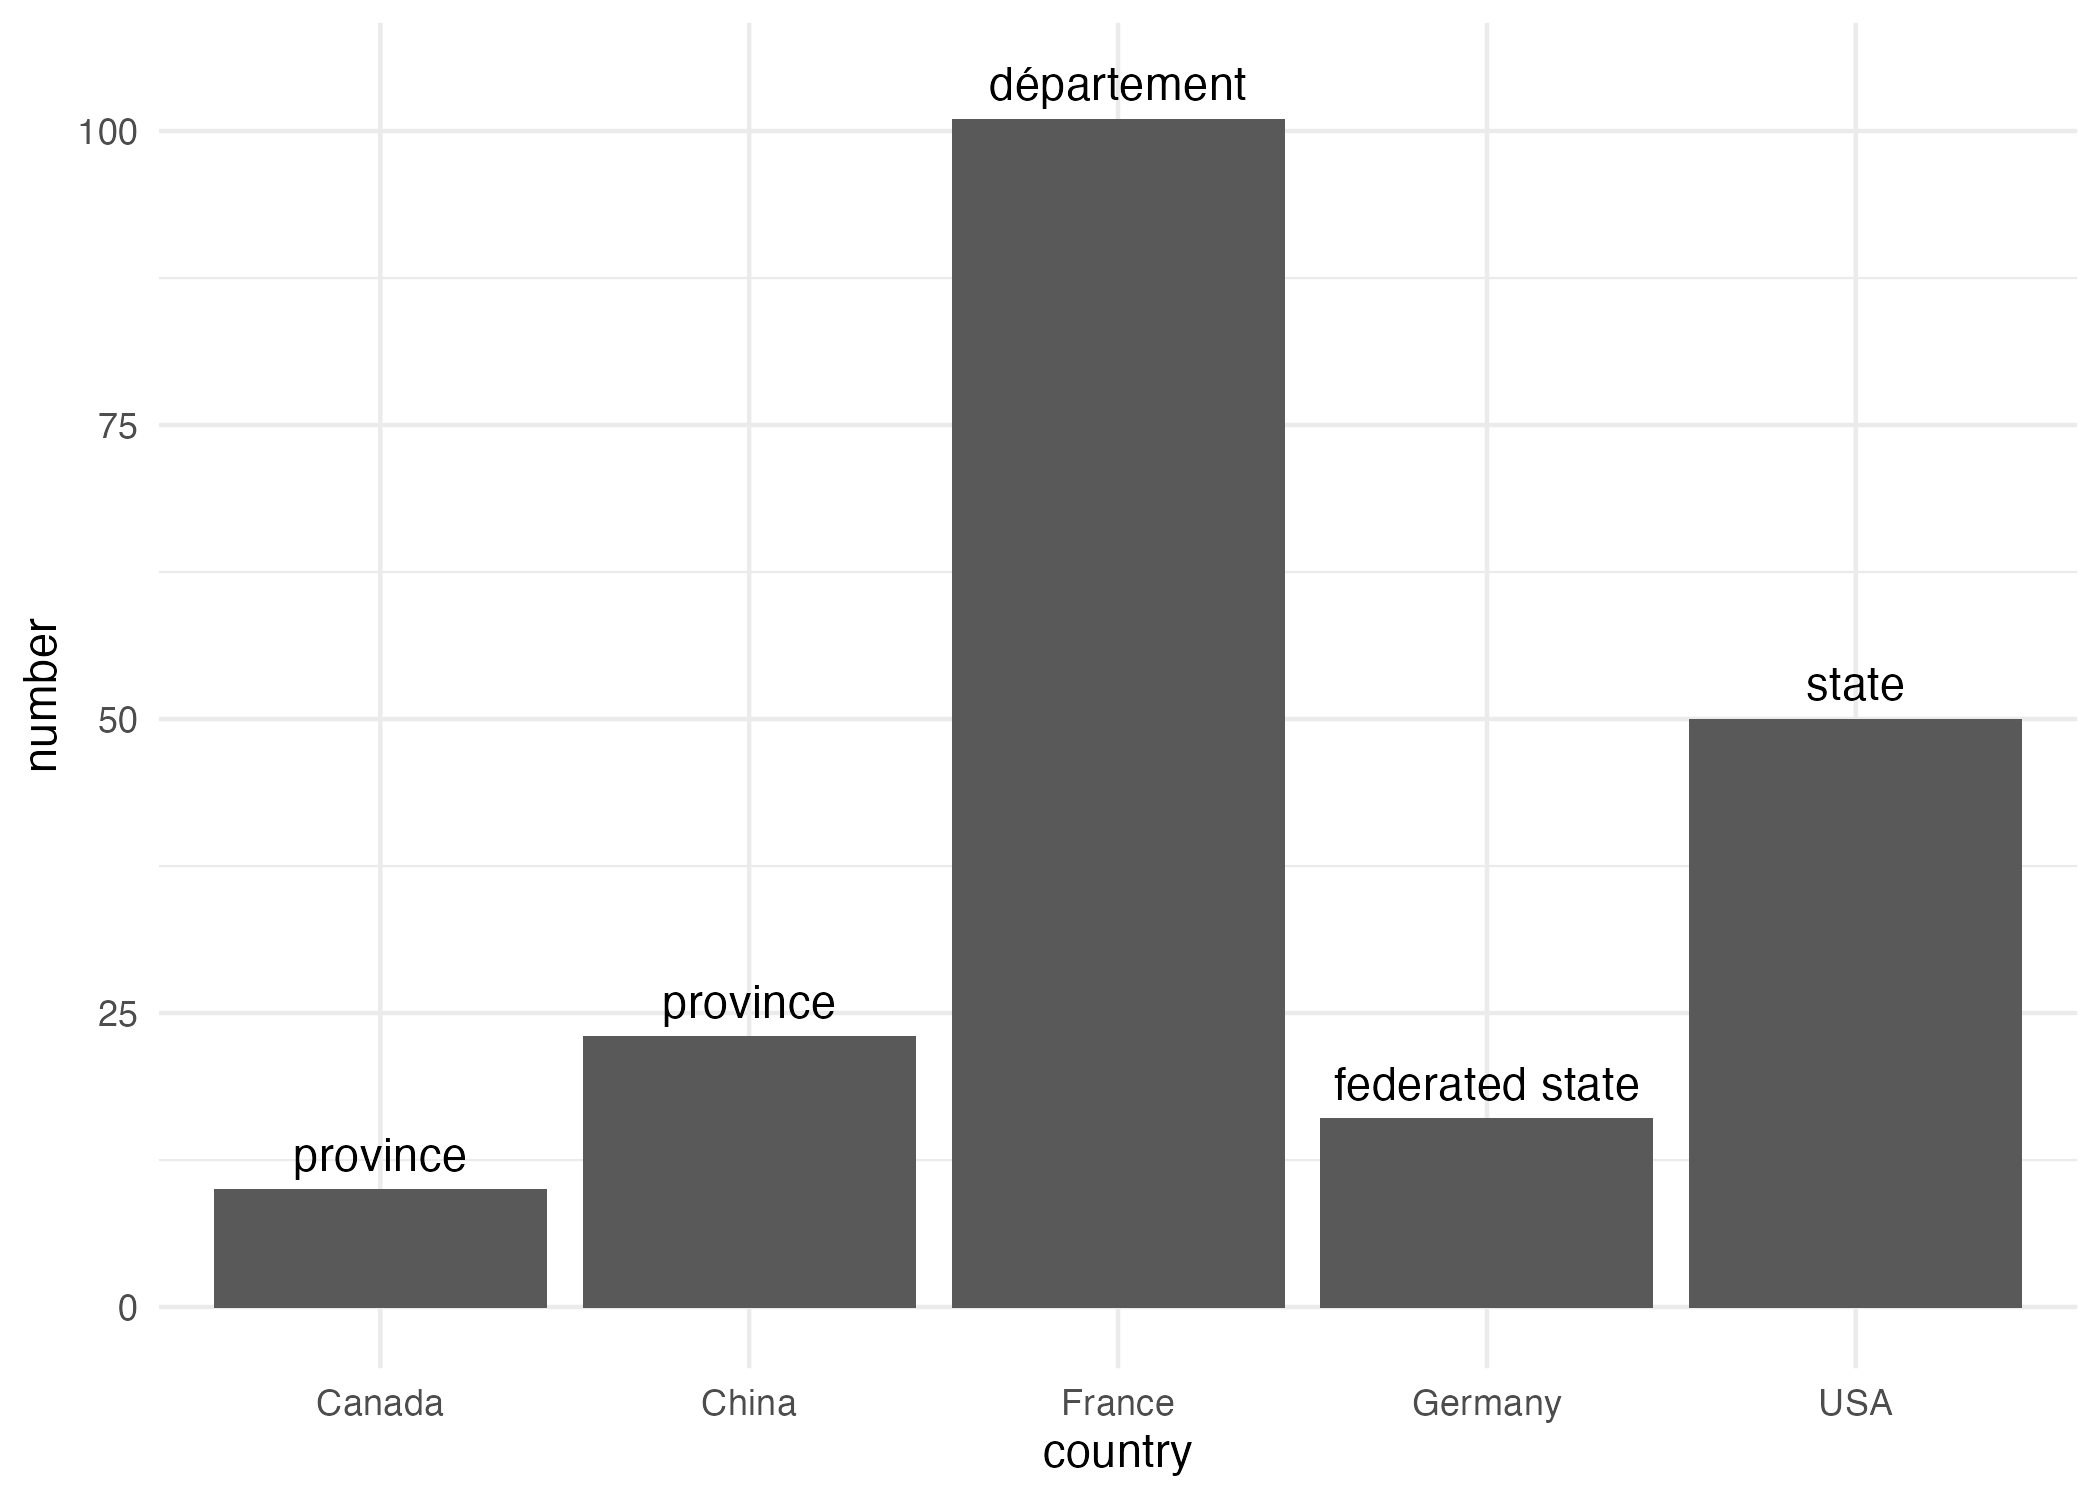 département
100
75
number
state
50
province
25
federated state
province
0
Canada China France Germany USA
country